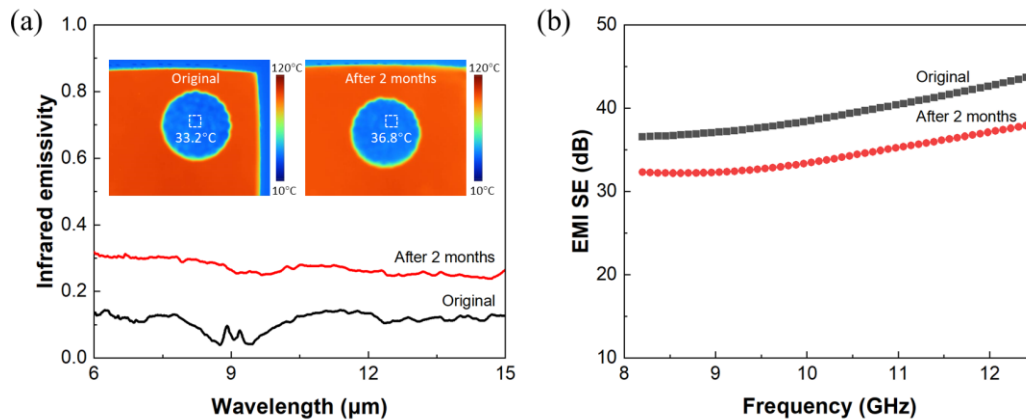 (a)
1.0
0.8
0.6
0.4
0.2
0.0
Infrared emissivity
Original
33.2°C
120°C
10°C
After 2 months
36.8°C
120°C
10°C
After 2 months
Original
6
9
12
15
Wavelength (μm)
(b)
50
40
30
20
10
EMI SE (dB)
Original
After 2 months
8
9
10
11
12
Frequency (GHz)